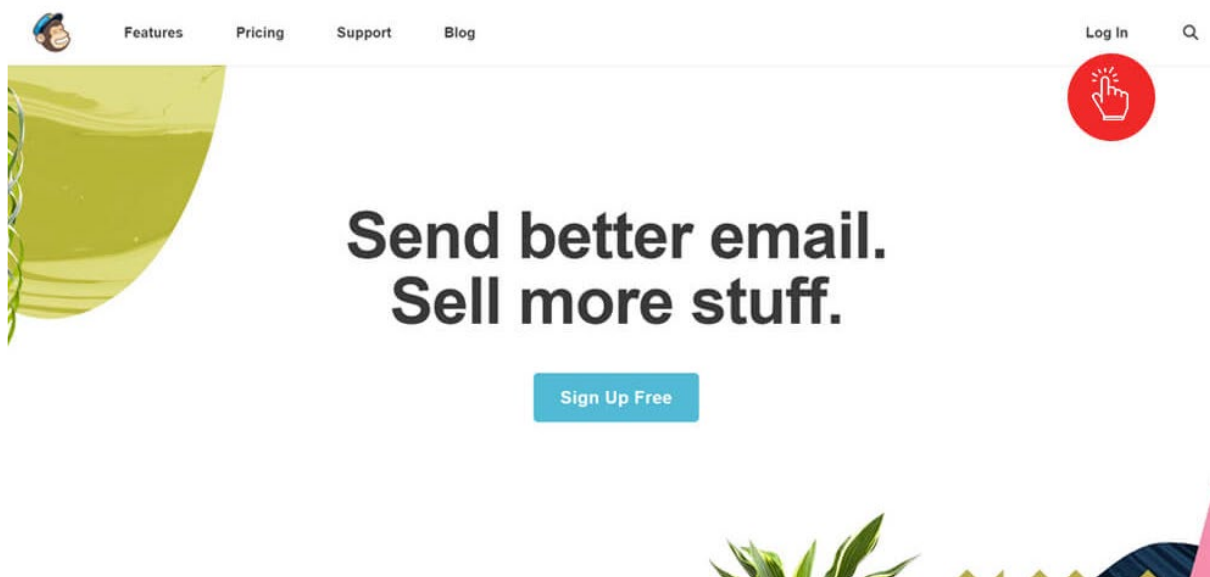 Features Pricing Support Blog Log In
Send better email.
Sell more stuff.
Sign Up Free